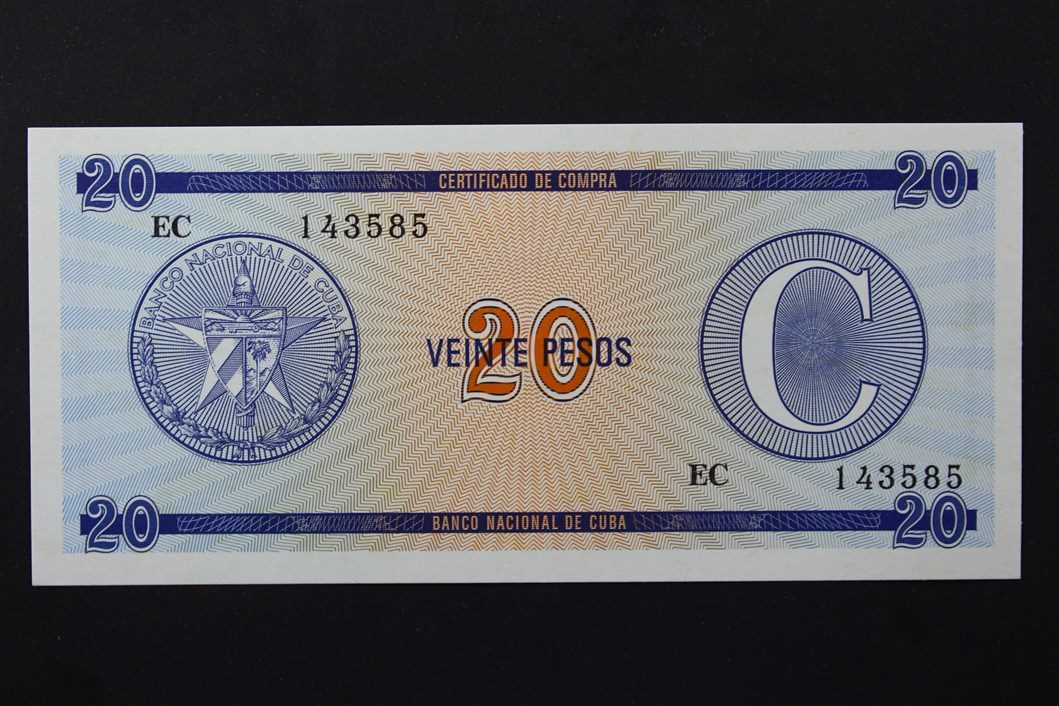 20 CERTIFICADO DE COMPRA 20
EC 143585
BANCO NACIONAL DE CUBA
20
VEINTE PESOS
C
EC 143585
20 BANCO NACIONAL DE CUBA 20